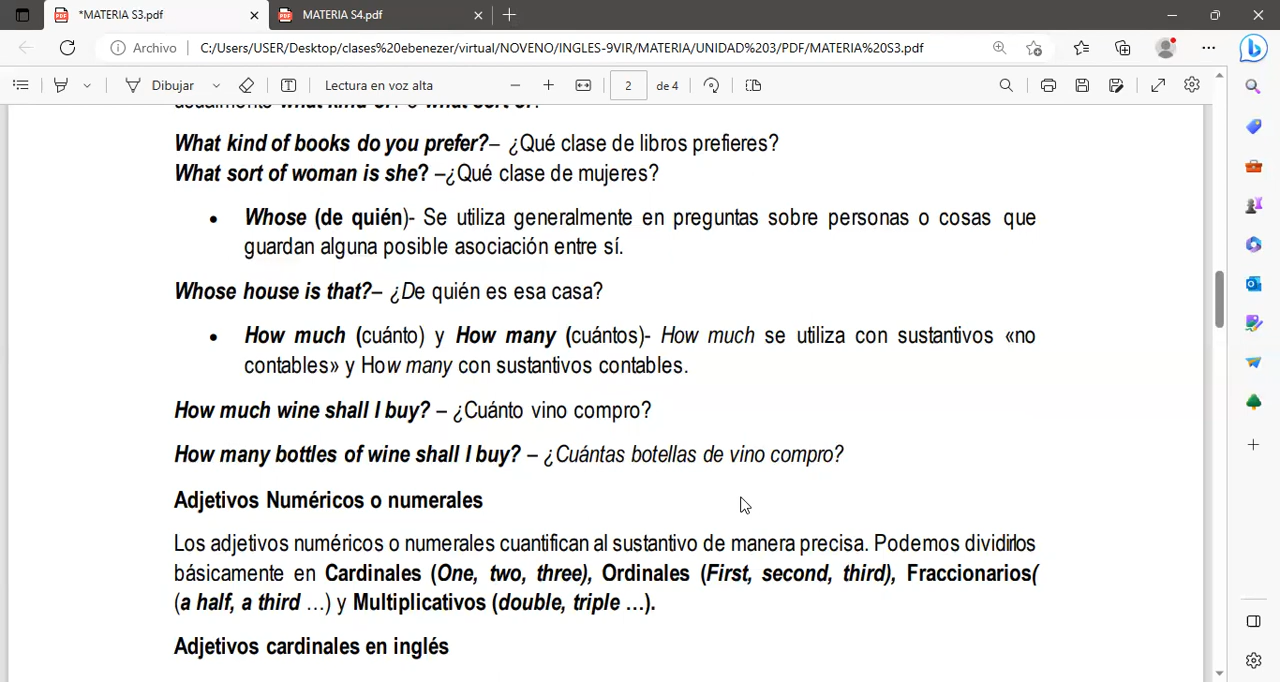 *MATERIA S3.pdf
MATERIA S4.pdf
Archivo
C:/Users/USER/Desktop/clases%20ebenezer/virtual/NOVENO/INGLES-9VIR/MATERIA/UNIDAD%203/PDF/MATERIA%20S3.pdf
Dibujar
Lectura en voz alta
2 de 4
usualmente what kind of? o what sort of?
What kind of books do you prefer?– ¿Qué clase de libros prefieres?
What sort of woman is she? –¿Qué clase de mujeres?
• Whose (de quién)- Se utiliza generalmente en preguntas sobre personas o cosas que
guardan alguna posible asociación entre sí.
Whose house is that?– ¿De quién es esa casa?
• How much (cuánto) y How many (cuántos)- How much se utiliza con sustantivos «no
contables» y How many con sustantivos contables.
How much wine shall I buy? – ¿Cuánto vino compro?
How many bottles of wine shall I buy? – ¿Cuántas botellas de vino compro?
Adjetivos Numéricos o numerales
Los adjetivos numéricos o numerales cuantifican al sustantivo de manera precisa. Podemos dividirlos
básicamente en Cardinales (One, two, three), Ordinales (First, second, third), Fraccionarios(
(a half, a third …) y Multiplicativos (double, triple …).
Adjetivos cardinales en inglés